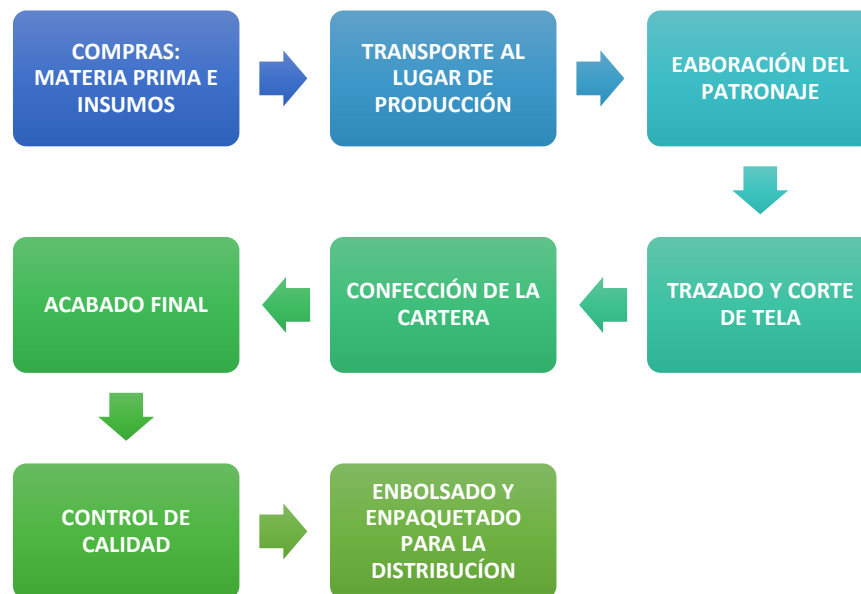 COMPRAS:
MATERIA PRIMA E
INSUMOS
TRANSPORTE AL
LUGAR DE
PRODUCCIÓN
EABORACIÓN DEL
PATRONAJE
TRAZADO Y CORTE
DE TELA
CONFECCIÓN DE LA
CARTERA
ACABADO FINAL
CONTROL DE
CALIDAD
ENBOLSADO Y
ENPAQUETADO
PARA LA
DISTRIBUCÍON